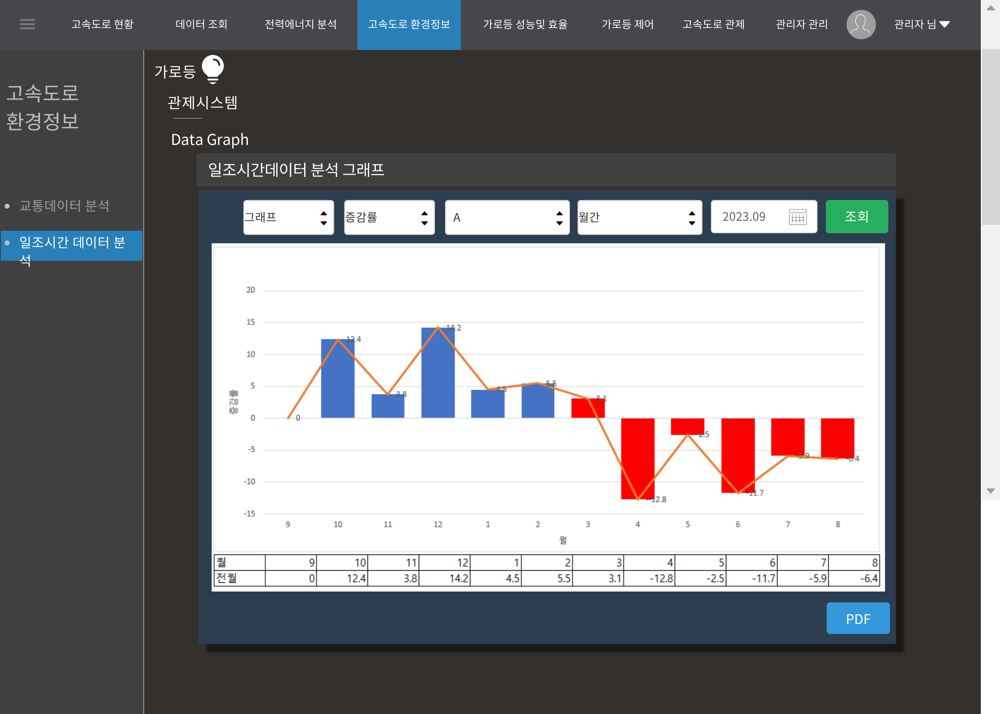 고속도로 현황 데이터 조회 전력에너지 분석 고속도로 환경정보 가로등 성능및 효율 가로등 제어 고속도로 관제 관리자 관리 관리자 님
고속도로
환경정보
교통데이터 분석
일조시간 데이터 분
석
가로등
관제시스템
Data Graph
일조시간데이터 분석 그래프
그래프 증감률 A 월간 2023.09 조회
20
15
10
5
0
-5
-10
-15
증감률
0
12.4
3.8
14.2
4.5
5.5
3.1
-12.8
-2.5
-11.7
-5.9
-6.4
9 10 11 12 1 2 3 4 5 6 7 8
월
월 9 10 11 12 1 2 3 4 5 6 7 8
전월 0 12.4 3.8 14.2 4.5 5.5 3.1 -12.8 -2.5 -11.7 -5.9 -6.4
PDF